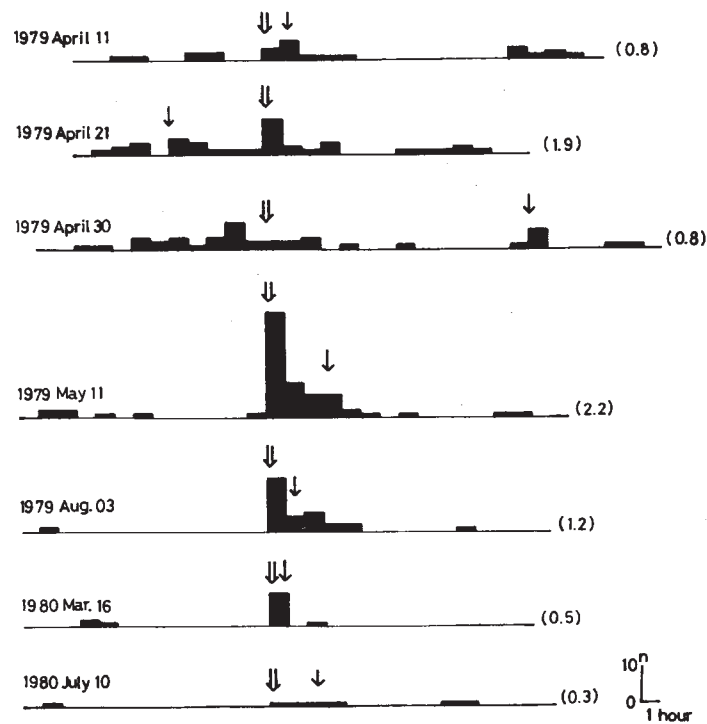 1979 April 11 (0.8)
1979 April 21 (1.9)
1979 April 30 (0.8)
1979 May 11 (2.2)
1979 Aug. 03 (1.2)
1980 Mar. 16 (0.5)
1980 July 10 (0.3)
10 n
0
1 hour